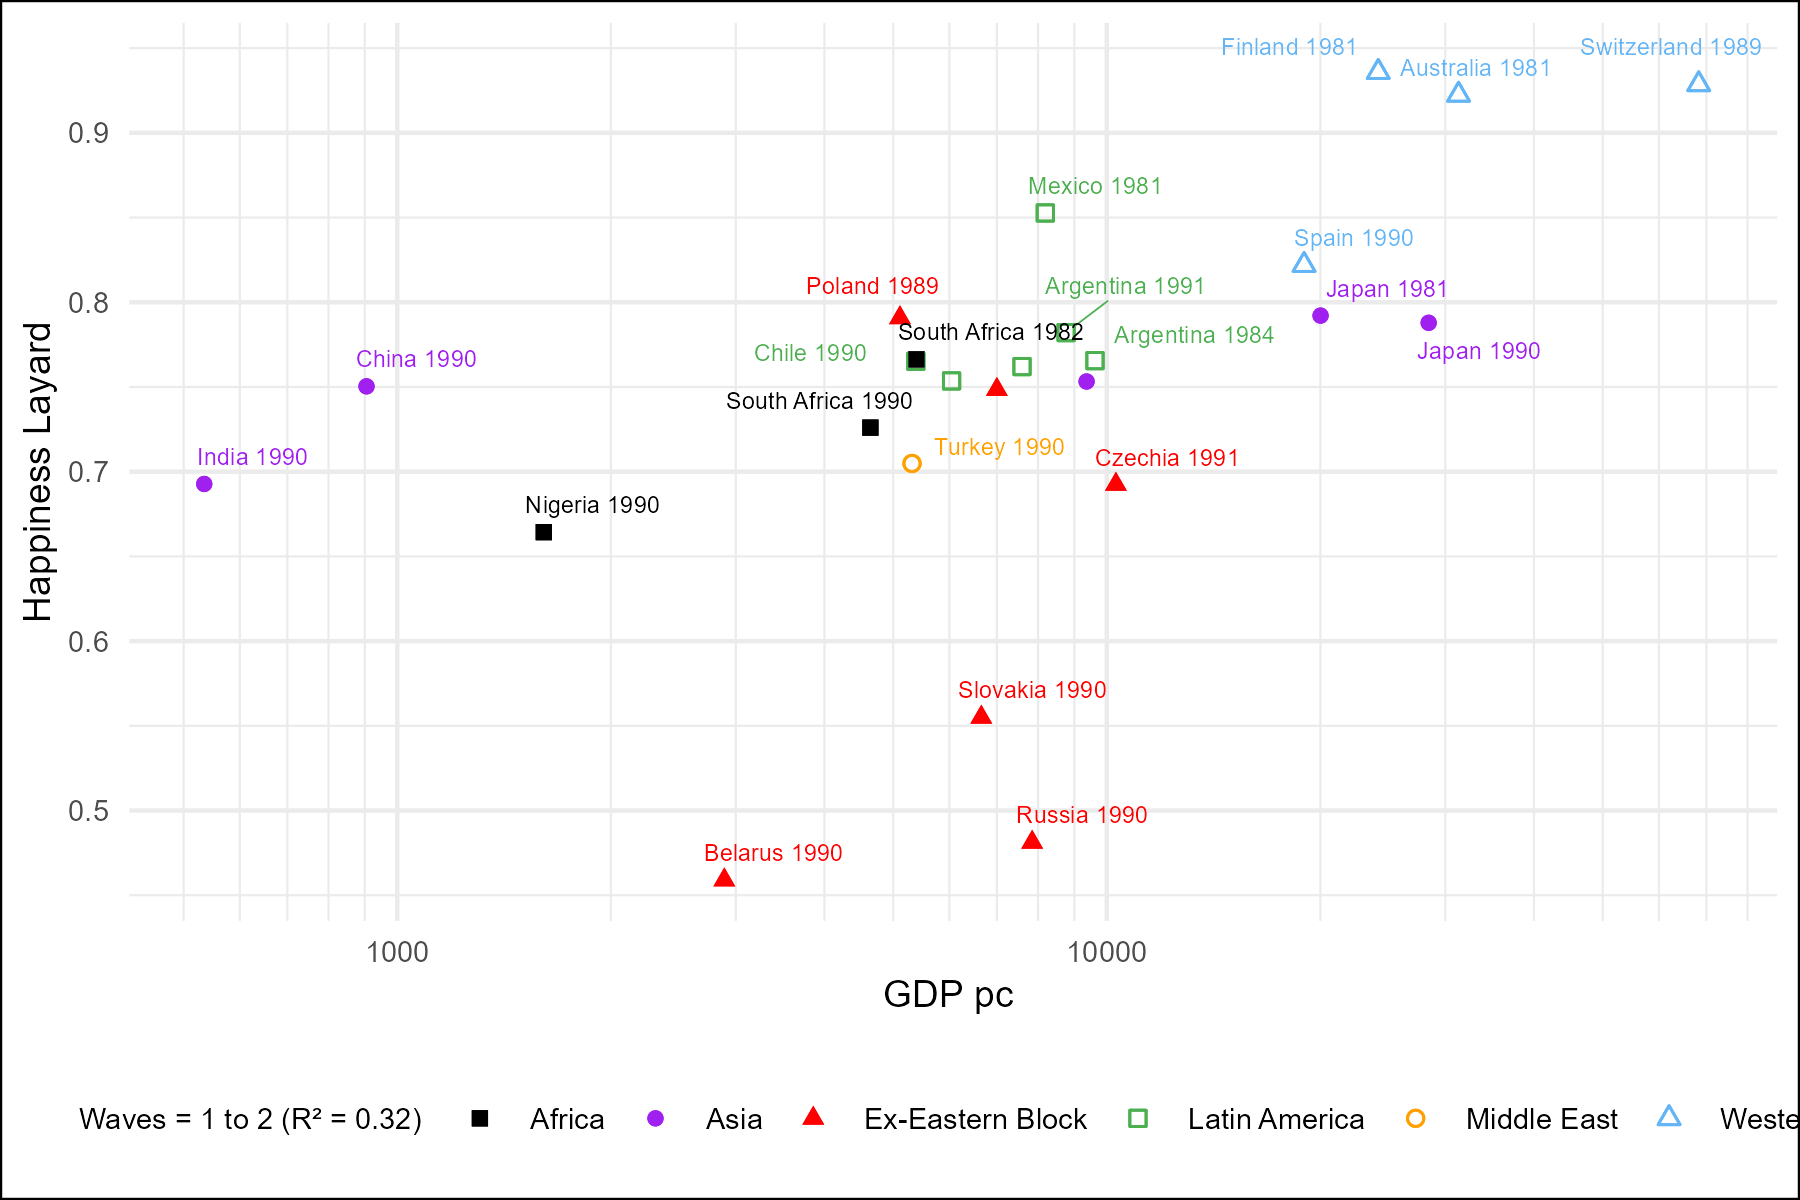 Finland 1981
Switzerland 1989
Australia 1981
0.9
Mexico 1981
Spain 1990
Poland 1989
Argentina 1991
Japan 1981
0.8
South Africa 1982
Argentina 1984
Chile 1990
China 1990
Japan 1990
South Africa 1990
Turkey 1990
India 1990
Czechia 1991
0.7
Nigeria 1990
Happiness Layard
0.6
Slovakia 1990
0.5
Russia 1990
Belarus 1990
1000
10000
GDP pc
Waves = 1 to 2 (R² = 0.32)
Africa
Asia
Ex-Eastern Block
Latin America
Middle East
Weste